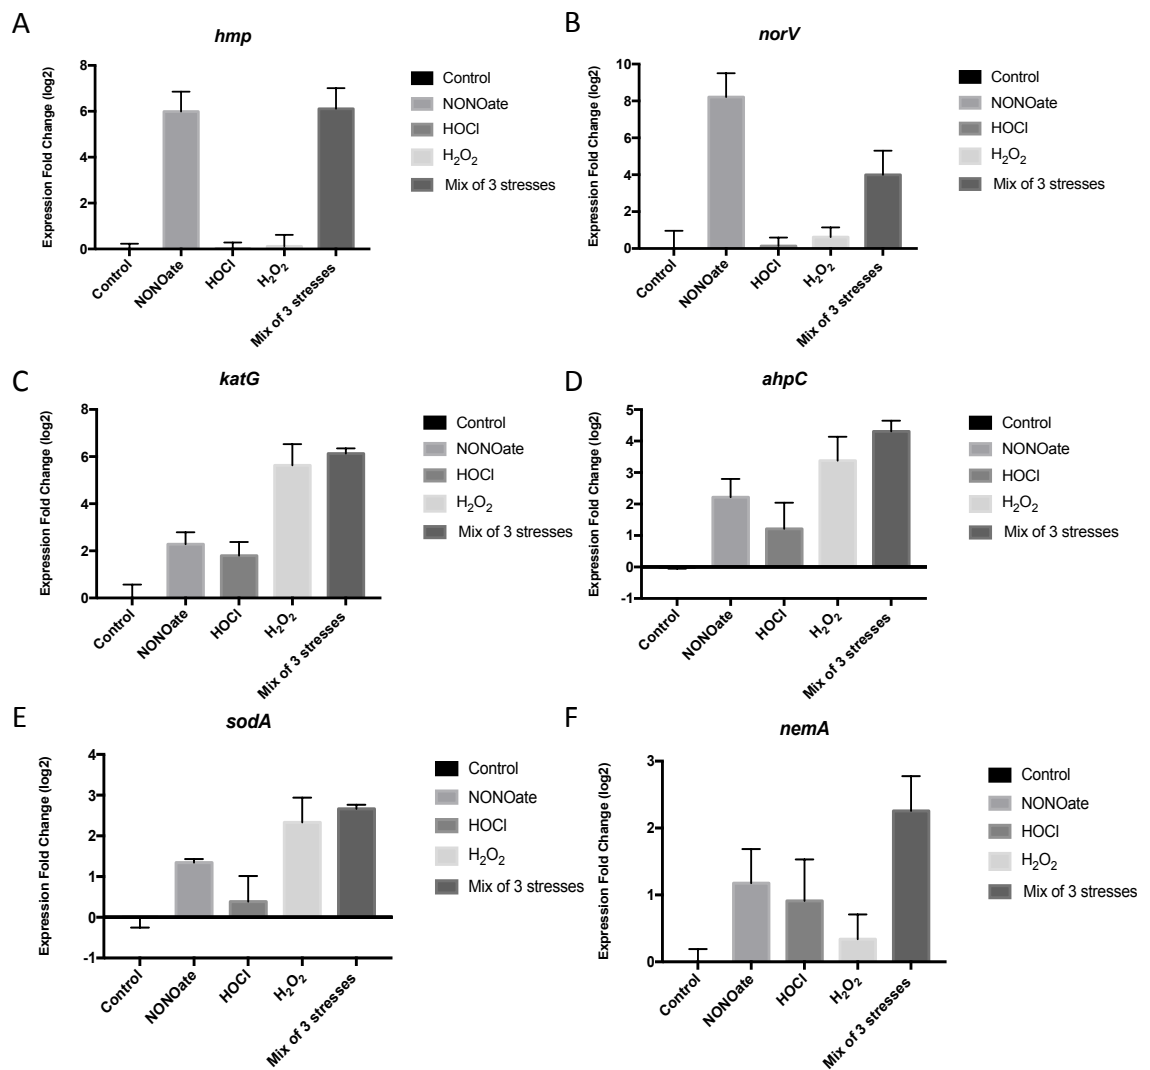 A
hmp
Expression Fold Change (log2)
8
6
4
2
0
Control
NONOate
HOCl
H₂O₂
Mix of 3 stresses
Control
NONOate
HOCl
H₂O₂
Mix of 3 stresses
B
norV
Expression Fold Change (log2)
10
8
6
4
2
0
Control
NONOate
HOCl
H₂O₂
Mix of 3 stresses
Control
NONOate
HOCl
H₂O₂
Mix of 3 stresses
C
katG
Expression Fold Change (log2)
8
6
4
2
0
Control
NONOate
HOCl
H₂O₂
Mix of 3 stresses
Control
NONOate
HOCl
H₂O₂
Mix of 3 stresses
D
ahpC
Expression Fold Change (log2)
5
4
3
2
1
0
-1
Control
NONOate
HOCl
H₂O₂
Mix of 3 stresses
Control
NONOate
HOCl
H₂O₂
Mix of 3 stresses
E
sodA
Expression Fold Change (log2)
4
3
2
1
0
-1
Control
NONOate
HOCl
H₂O₂
Mix of 3 stresses
Control
NONOate
HOCl
H₂O₂
Mix of 3 stresses
F
nemA
Expression Fold Change (log2)
3
2
1
0
Control
NONOate
HOCl
H₂O₂
Mix of 3 stresses
Control
NONOate
HOCl
H₂O₂
Mix of 3 stresses